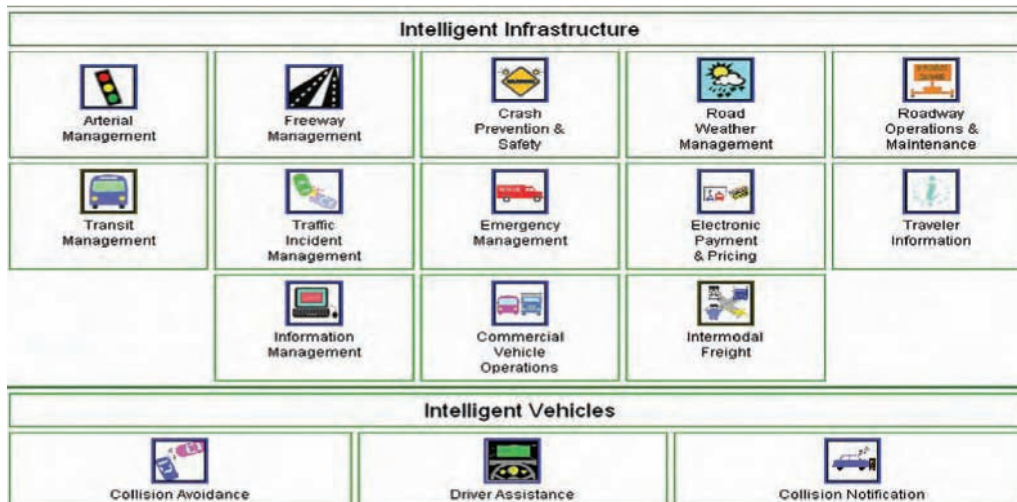 Intelligent Infrastructure
Arterial
Management
Freeway
Management
Crash
Prevention &
Safety
Road
Weather
Management
Roadway
Operations &
Maintenance
Transit
Management
Traffic
Incident
Management
Emergency
Management
Electronic
Payment
& Pricing
Traveler
Information
Information
Management
Commercial
Vehicle
Operations
Intermodal
Freight
Intelligent Vehicles
Collision Avoidance
Driver Assistance
Collision Notification